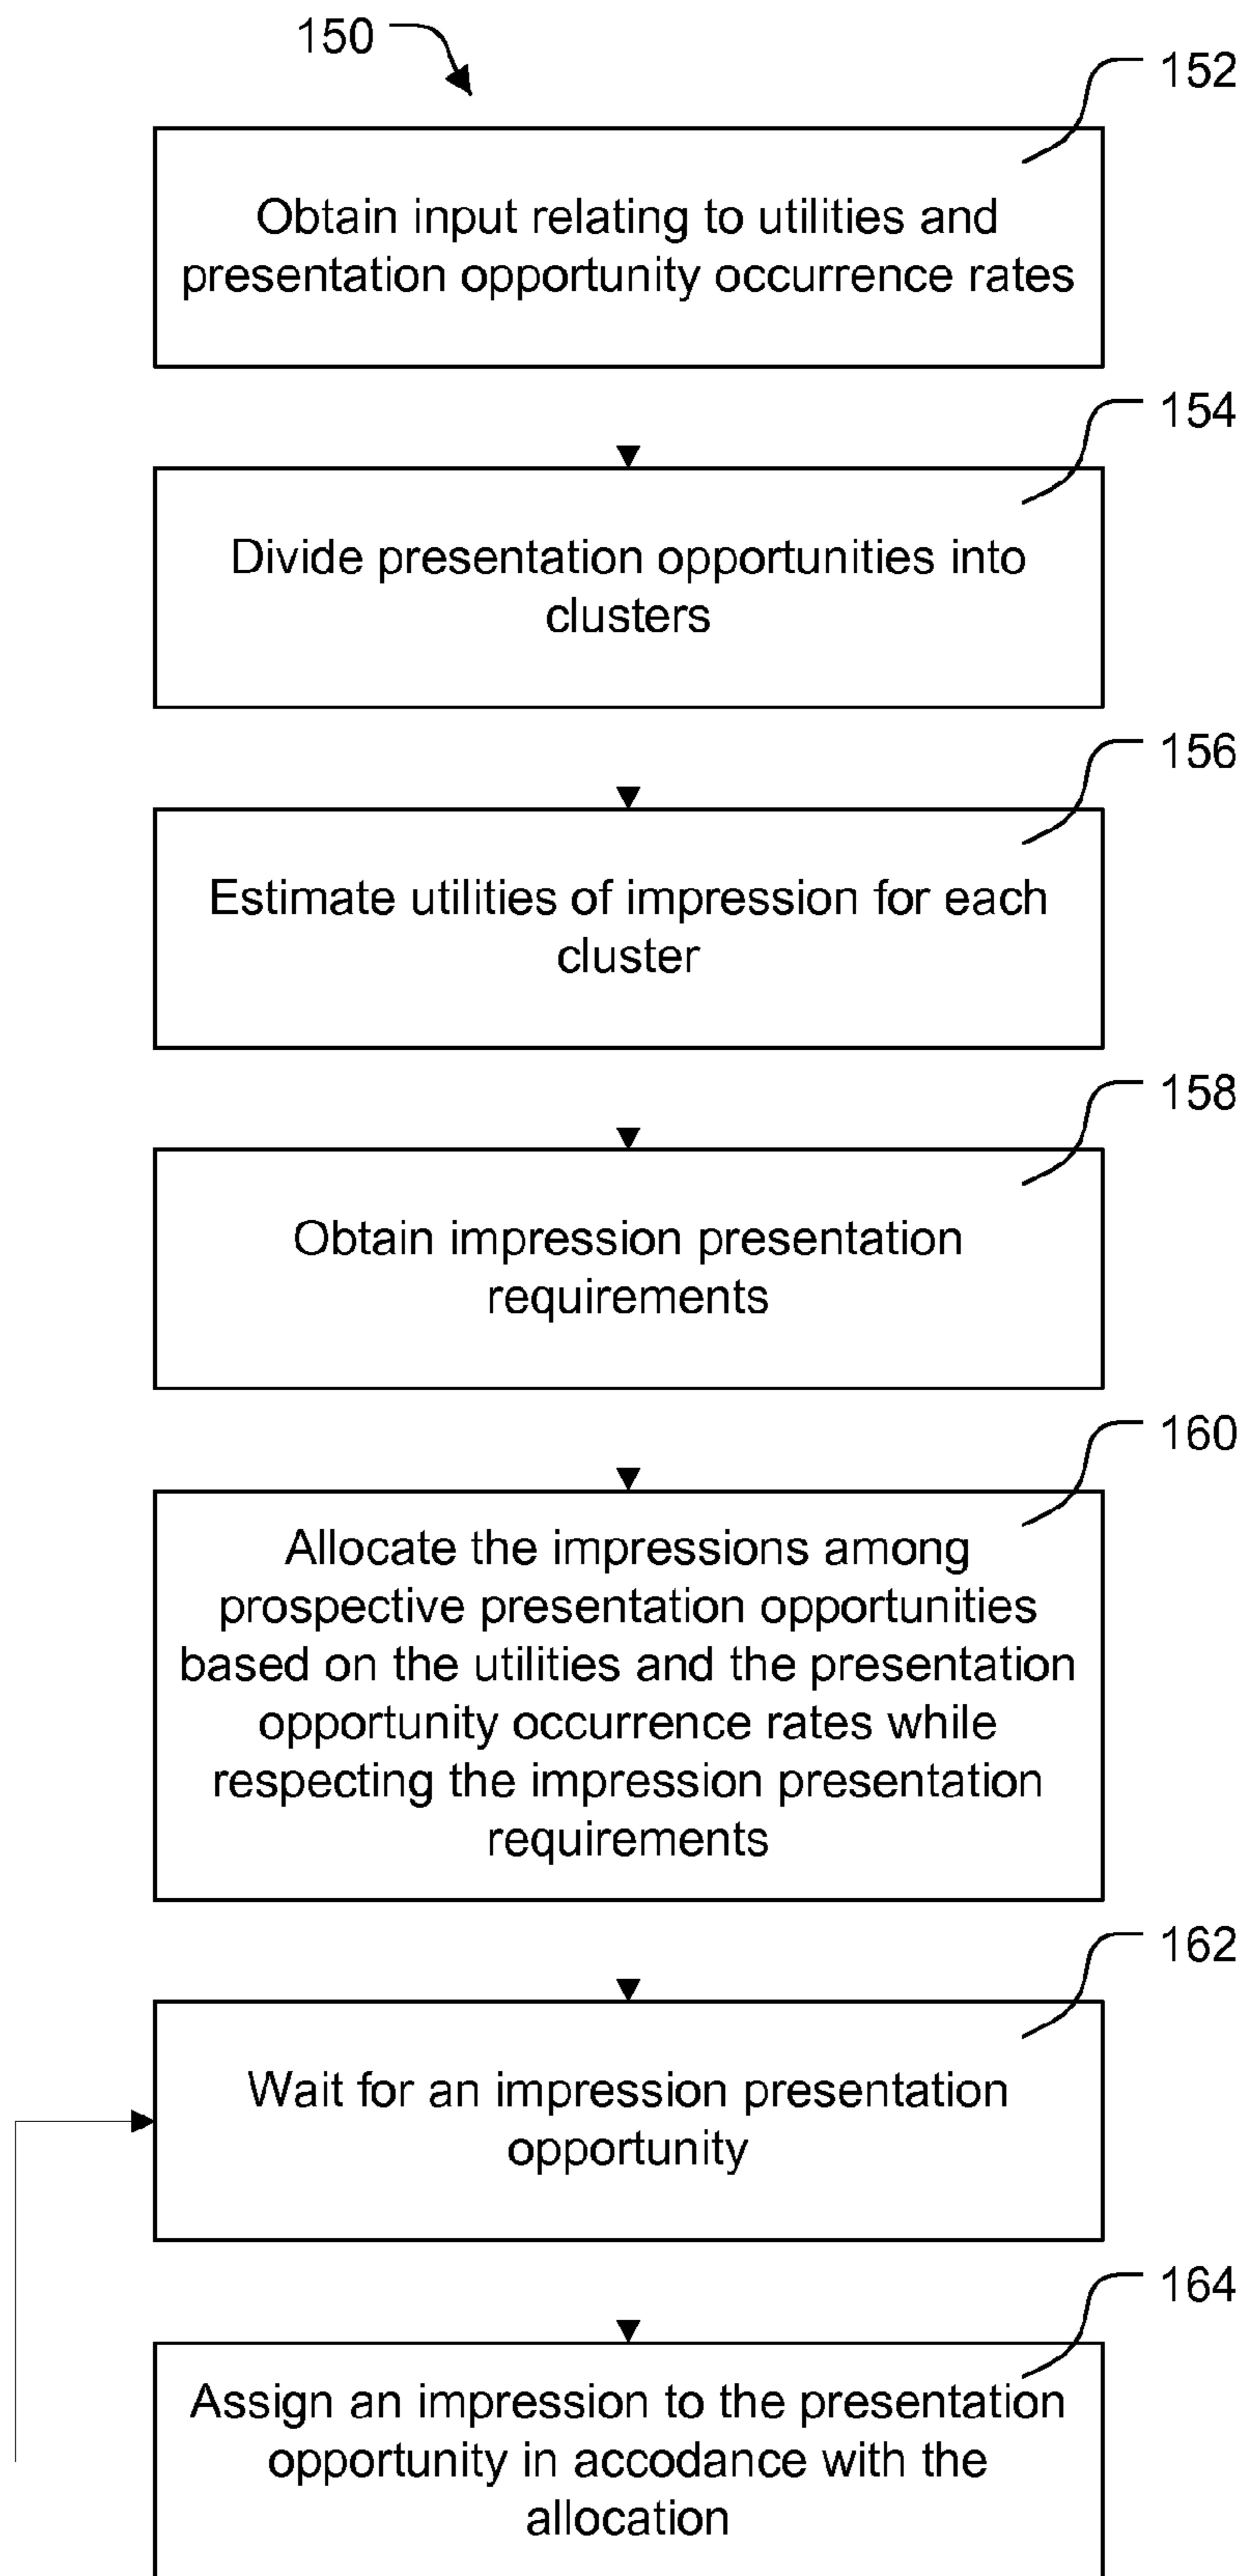 150
152
Obtain input relating to utilities and
presentation opportunity occurrence rates
154
Divide presentation opportunities into
clusters
156
Estimate utilities of impression for each
cluster
158
Obtain impression presentation
requirements
160
Allocate the impressions among
prospective presentation opportunities
based on the utilities and the presentation
opportunity occurrence rates while
respecting the impression presentation
requirements
162
Wait for an impression presentation
opportunity
164
Assign an impression to the presentation
opportunity in accodance with the
allocation